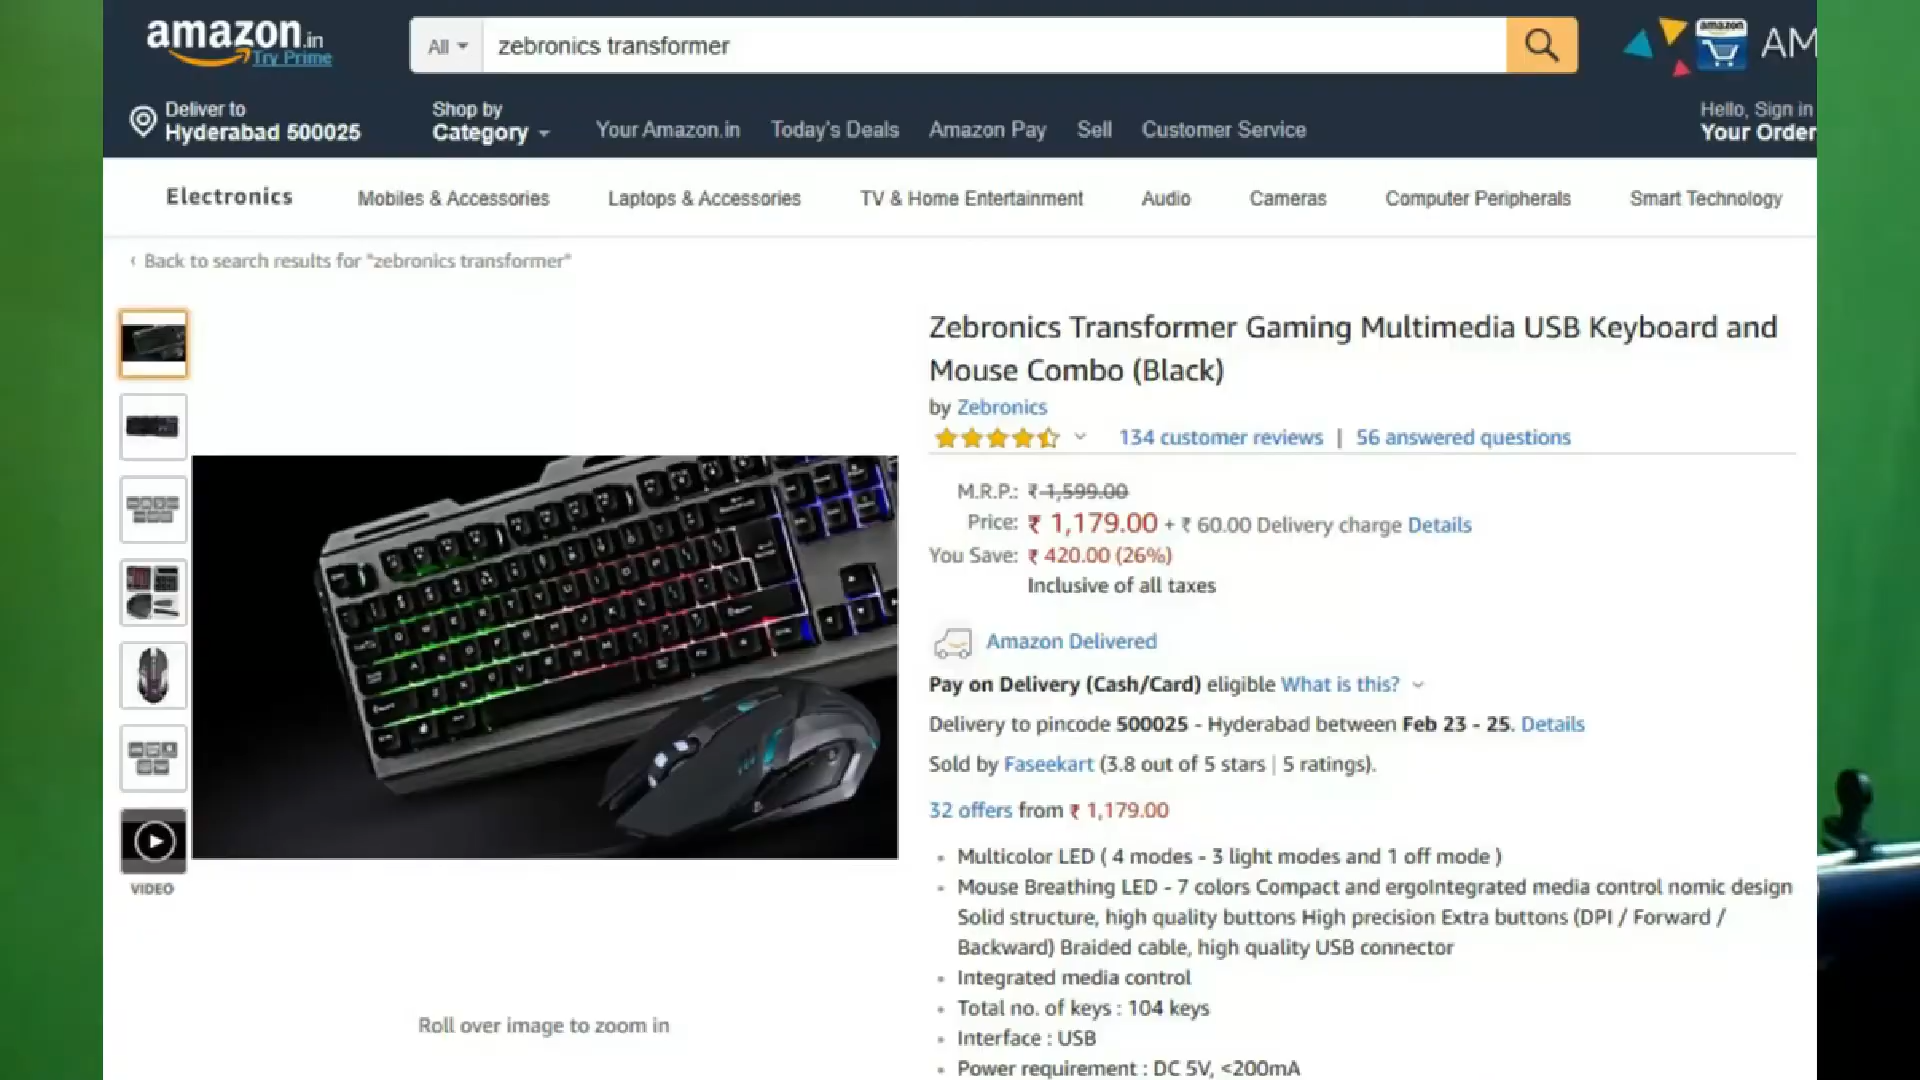 amazon.in
Try Prime
All
zebronics transformer
amazon
AM
Deliver to
Hyderabad 500025
Shop by
Category
Your Amazon.in
Today's Deals
Amazon Pay
Sell
Customer Service
Hello, Sign in
Your Order
Electronics
Mobiles & Accessories
Laptops & Accessories
TV & Home Entertainment
Audio
Cameras
Computer Peripherals
Smart Technology
‹ Back to search results for "zebronics transformer"
Zebronics Transformer Gaming Multimedia USB Keyboard and
Mouse Combo (Black)
by Zebronics
134 customer reviews | 56 answered questions
M.R.P.: ₹ 1,599.00
Price: ₹ 1,179.00 + ₹ 60.00 Delivery charge Details
You Save: ₹ 420.00 (26%)
Inclusive of all taxes
Amazon Delivered
Pay on Delivery (Cash/Card) eligible What is this?
Delivery to pincode 500025 - Hyderabad between Feb 23 - 25. Details
Sold by Faseekart (3.8 out of 5 stars | 5 ratings).
32 offers from ₹ 1,179.00
• Multicolor LED ( 4 modes - 3 light modes and 1 off mode )
• Mouse Breathing LED - 7 colors Compact and ergoIntegrated media control nomic design
Solid structure, high quality buttons High precision Extra buttons (DPI / Forward /
Backward) Braided cable, high quality USB connector
• Integrated media control
• Total no. of keys : 104 keys
• Interface : USB
• Power requirement : DC 5V, <200mA
VIDEO
Roll over image to zoom in